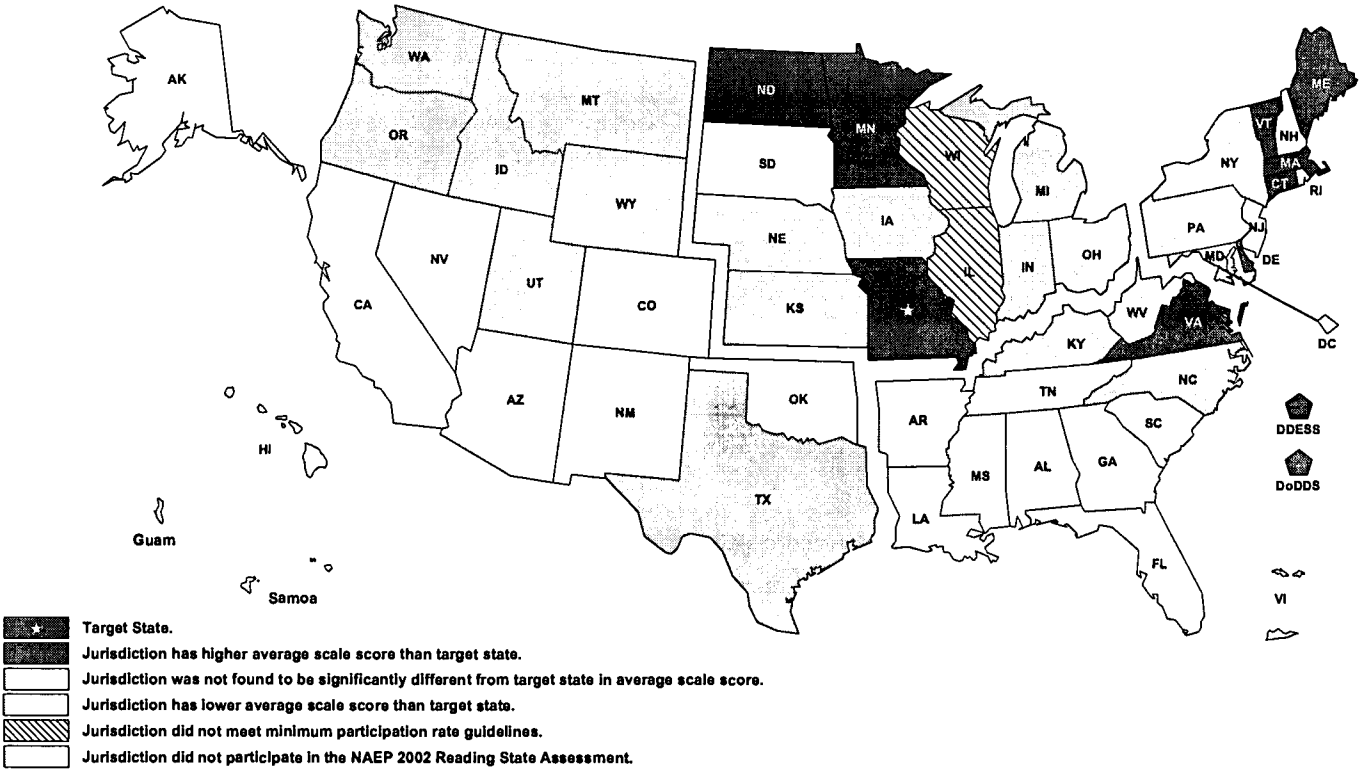 AK
WA
MT
ND
MN
ME
VT
NH
OR
ID
SD
WI
MI
NY
MA
CT
RI
WY
IA
PA
NJ
NE
NV
UT
CO
CA
KS
IL
IN
OH
MD
DE
WV
VA
KY
DC
NC
TN
AZ
NM
OK
AR
SC
DDESS
HI
MS
AL
GA
DoDDS
TX
LA
Guam
FL
Samoa
VI
Target State.
Jurisdiction has higher average scale score than target state.
Jurisdiction was not found to be significantly different from target state in average scale score.
Jurisdiction has lower average scale score than target state.
Jurisdiction did not meet minimum participation rate guidelines.
Jurisdiction did not participate in the NAEP 2002 Reading State Assessment.